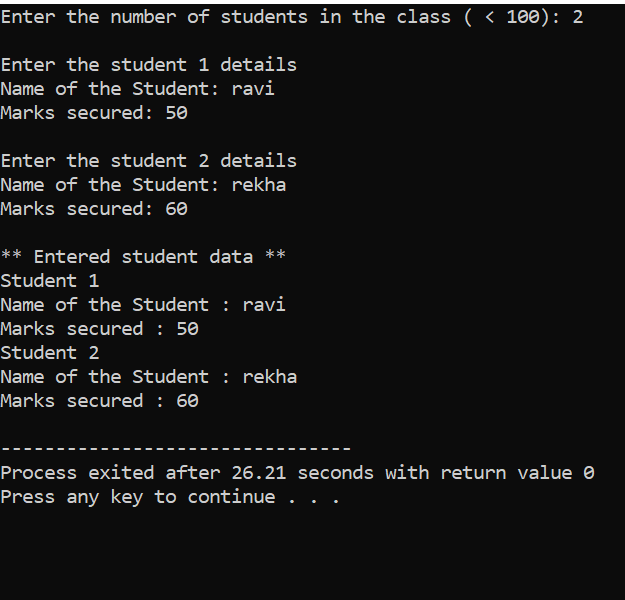 Enter the number of students in the class ( < 100): 2
Enter the student 1 details
Name of the Student: ravi
Marks secured: 50
Enter the student 2 details
Name of the Student: rekha
Marks secured: 60
** Entered student data **
Student 1
Name of the Student : ravi
Marks secured : 50
Student 2
Name of the Student : rekha
Marks secured : 60
--------------------------------
Process exited after 26.21 seconds with return value 0
Press any key to continue . . .